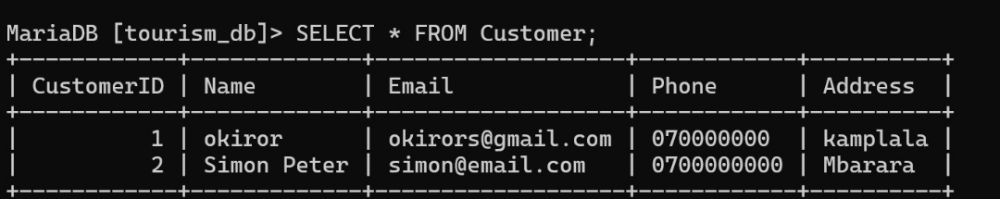 MariaDB [tourism_db]> SELECT * FROM Customer;
+------------+-------------+-------------------+------------+----------+
| CustomerID | Name        | Email             | Phone      | Address  |
+------------+-------------+-------------------+------------+----------+
|          1 | okiror      | okirors@gmail.com | 070000000  | kamplala |
|          2 | Simon Peter | simon@email.com   | 0700000000 | Mbarara  |
+------------+-------------+-------------------+------------+----------+